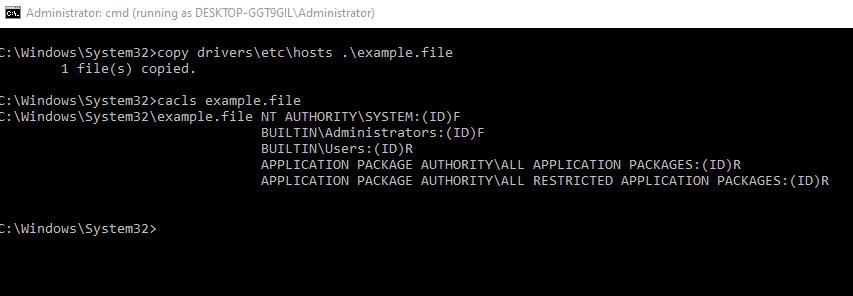 Administrator: cmd (running as DESKTOP-GGT9GIL\Administrator)
C:\Windows\System32>copy drivers\etc\hosts .\example.file
1 file(s) copied.
C:\Windows\System32>cacls example.file
C:\Windows\System32\example.file NT AUTHORITY\SYSTEM:(ID)F
BUILTIN\Administrators:(ID)F
BUILTIN\Users:(ID)R
APPLICATION PACKAGE AUTHORITY\ALL APPLICATION PACKAGES:(ID)R
APPLICATION PACKAGE AUTHORITY\ALL RESTRICTED APPLICATION PACKAGES:(ID)R
C:\Windows\System32>